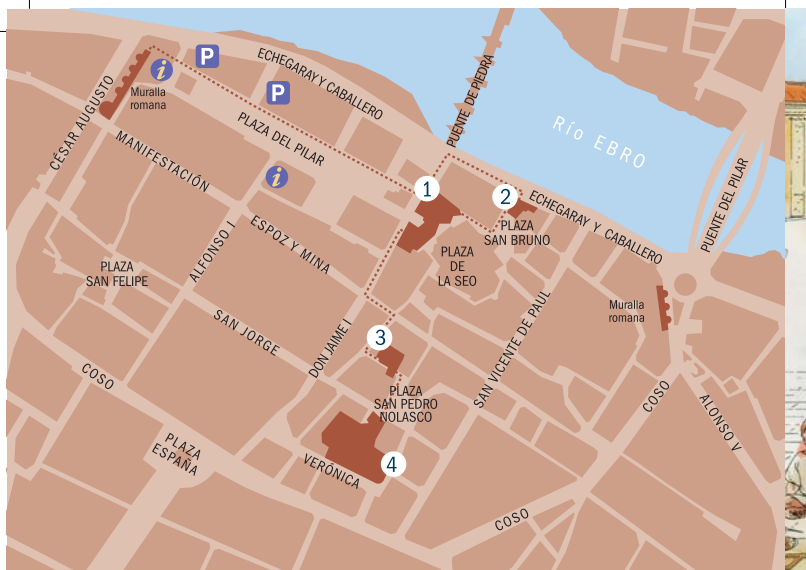 P
i
P
ECHEGARAY Y CABALLERO
PUENTE DE PIEDRA
Río EBRO
Muralla
romana
CÉSAR AUGUSTO
MANIFESTACIÓN
PLAZA DEL PILAR
i
1
2
ECHEGARAY Y CABALLERO
PUENTE DEL PILAR
PLAZA
SAN BRUNO
ALFONSO I
ESPOZ Y MINA
PLAZA
DE
LA SEO
PLAZA
SAN FELIPE
Muralla
romana
SAN JORGE
DON JAIME I
3
SAN VICENTE DE PAUL
COSO
PLAZA
SAN PEDRO
NOLASCO
COSO
ALONSO V
PLAZA
ESPAÑA
VERÓNICA
4
COSO